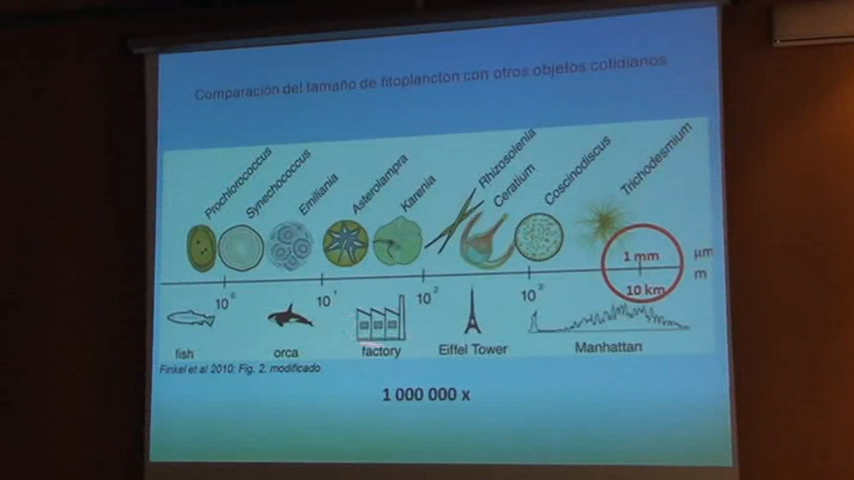 Comparación del tamaño de fitoplancton con otros objetos cotidianos
Prochlorococcus
Synechococcus
Emiliania
Asterolampra
Karenia
Rhizosolenia
Ceratium
Coscinodiscus
Trichodesmium
1 mm
µm
m
10 km
10⁰
10¹
10²
10³
fish
orca
factory
Eiffel Tower
Manhattan
Finkel et al 2010; Fig. 2. modificado
1 000 000 x